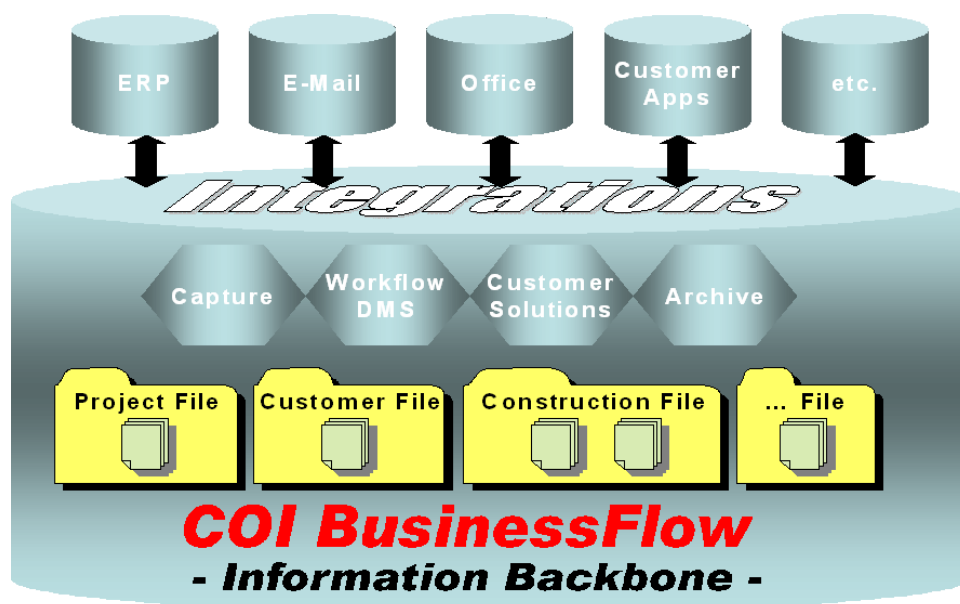 ERP
E-Mail
Office
Customer
Apps
etc.
Integrations
Capture
Workflow
DMS
Customer
Solutions
Archive
Project File
Customer File
Construction File
... File
COI BusinessFlow
- Information Backbone -